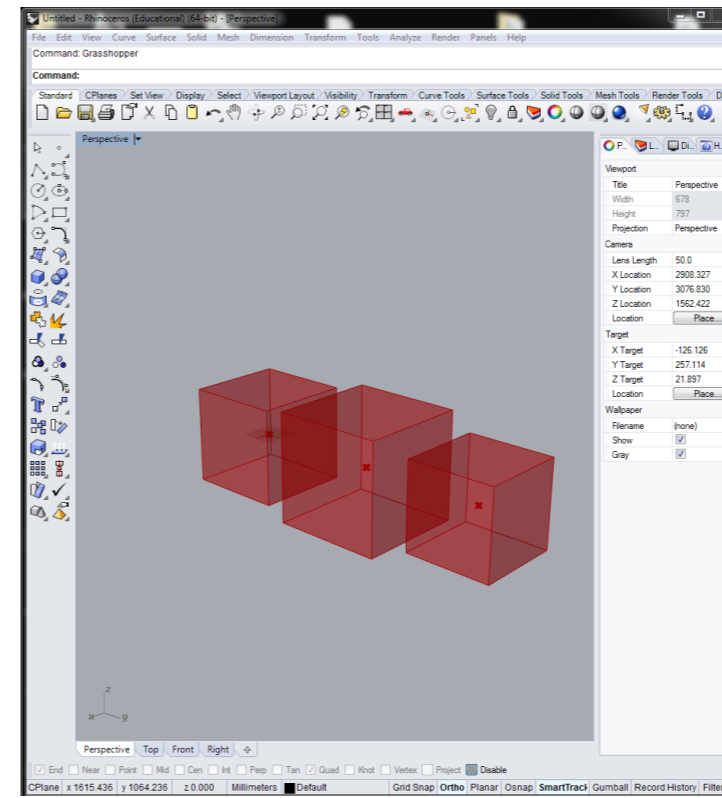 Untitled - Rhinoceros (Educational) (64-bit) - [Perspective]
File Edit View Curve Surface Solid Mesh Dimension Transform Tools Analyze Render Panels Help
Command: Grasshopper
Command:
Standard CPlanes Set View Display Select Viewport Layout Visibility Transform Curve Tools Surface Tools Solid Tools Mesh Tools Render Tools D
Perspective
P.. L.. Di.. H.
Viewport
Title Perspective
Width 678
Height 797
Projection Perspective
Camera
Lens Length 50.0
X Location 2908.327
Y Location 3076.830
Z Location 1562.422
Location Place...
Target
X Target -126.126
Y Target 257.114
Z Target 21.897
Location Place...
Wallpaper
Filename (none)
Show
Gray
z
x y
Perspective Top Front Right
End Near Point Mid Cen Int Perp Tan Quad Knot Vertex Project Disable
CPlane x 1615.436 y 1064.236 z 0.000 Millimeters Default Grid Snap Ortho Planar Osnap SmartTrack Gumball Record History Filter